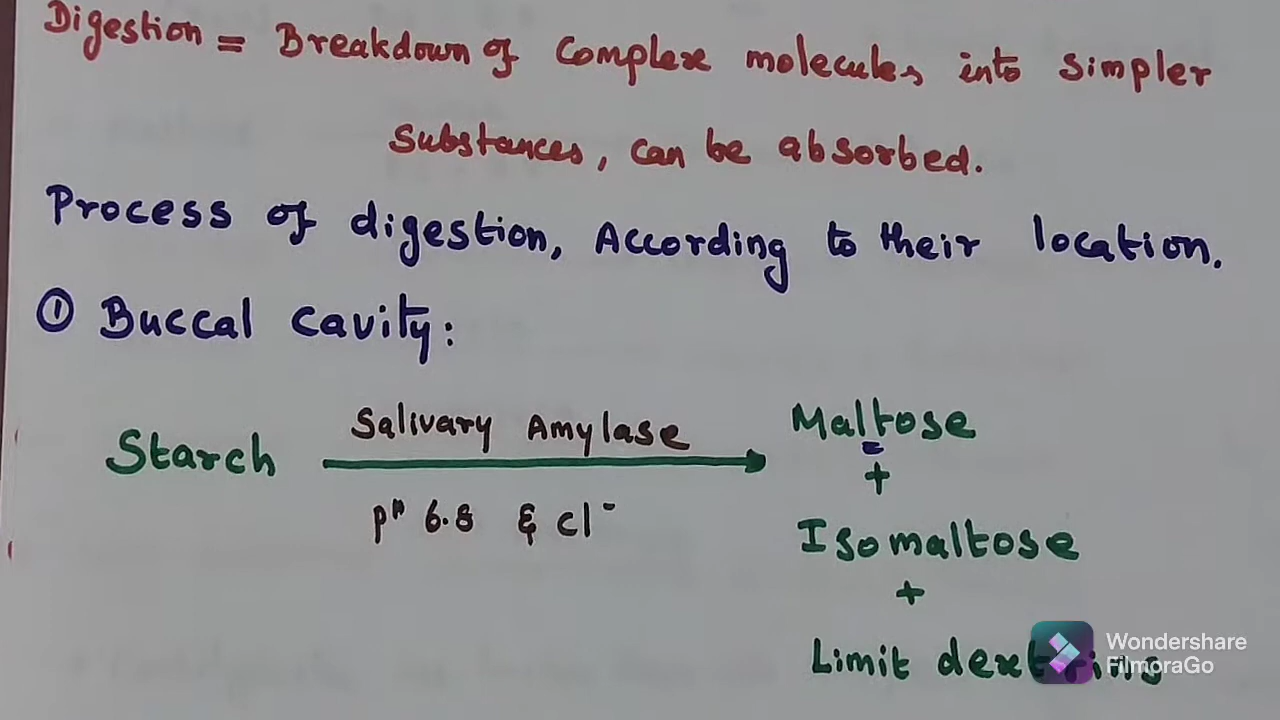 Digestion = Breakdown of Complex molecules into Simpler
Substances, can be absorbed.
Process of digestion, According to their location.
① Buccal cavity:
Starch
Salivary Amylase
pH 6.8 & Cl⁻
Maltose
+
Isomaltose
+
Limit dextrins
Wondershare
FilmoraGo